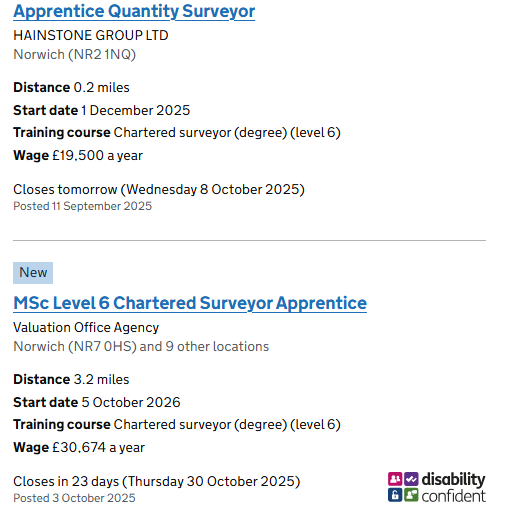 Apprentice Quantity Surveyor
HAINSTONE GROUP LTD
Norwich (NR2 1NQ)
Distance 0.2 miles
Start date 1 December 2025
Training course Chartered surveyor (degree) (level 6)
Wage £19,500 a year
Closes tomorrow (Wednesday 8 October 2025)
Posted 11 September 2025
New
MSc Level 6 Chartered Surveyor Apprentice
Valuation Office Agency
Norwich (NR7 0HS) and 9 other locations
Distance 3.2 miles
Start date 5 October 2026
Training course Chartered surveyor (degree) (level 6)
Wage £30,674 a year
Closes in 23 days (Thursday 30 October 2025)
Posted 3 October 2025
disability
confident